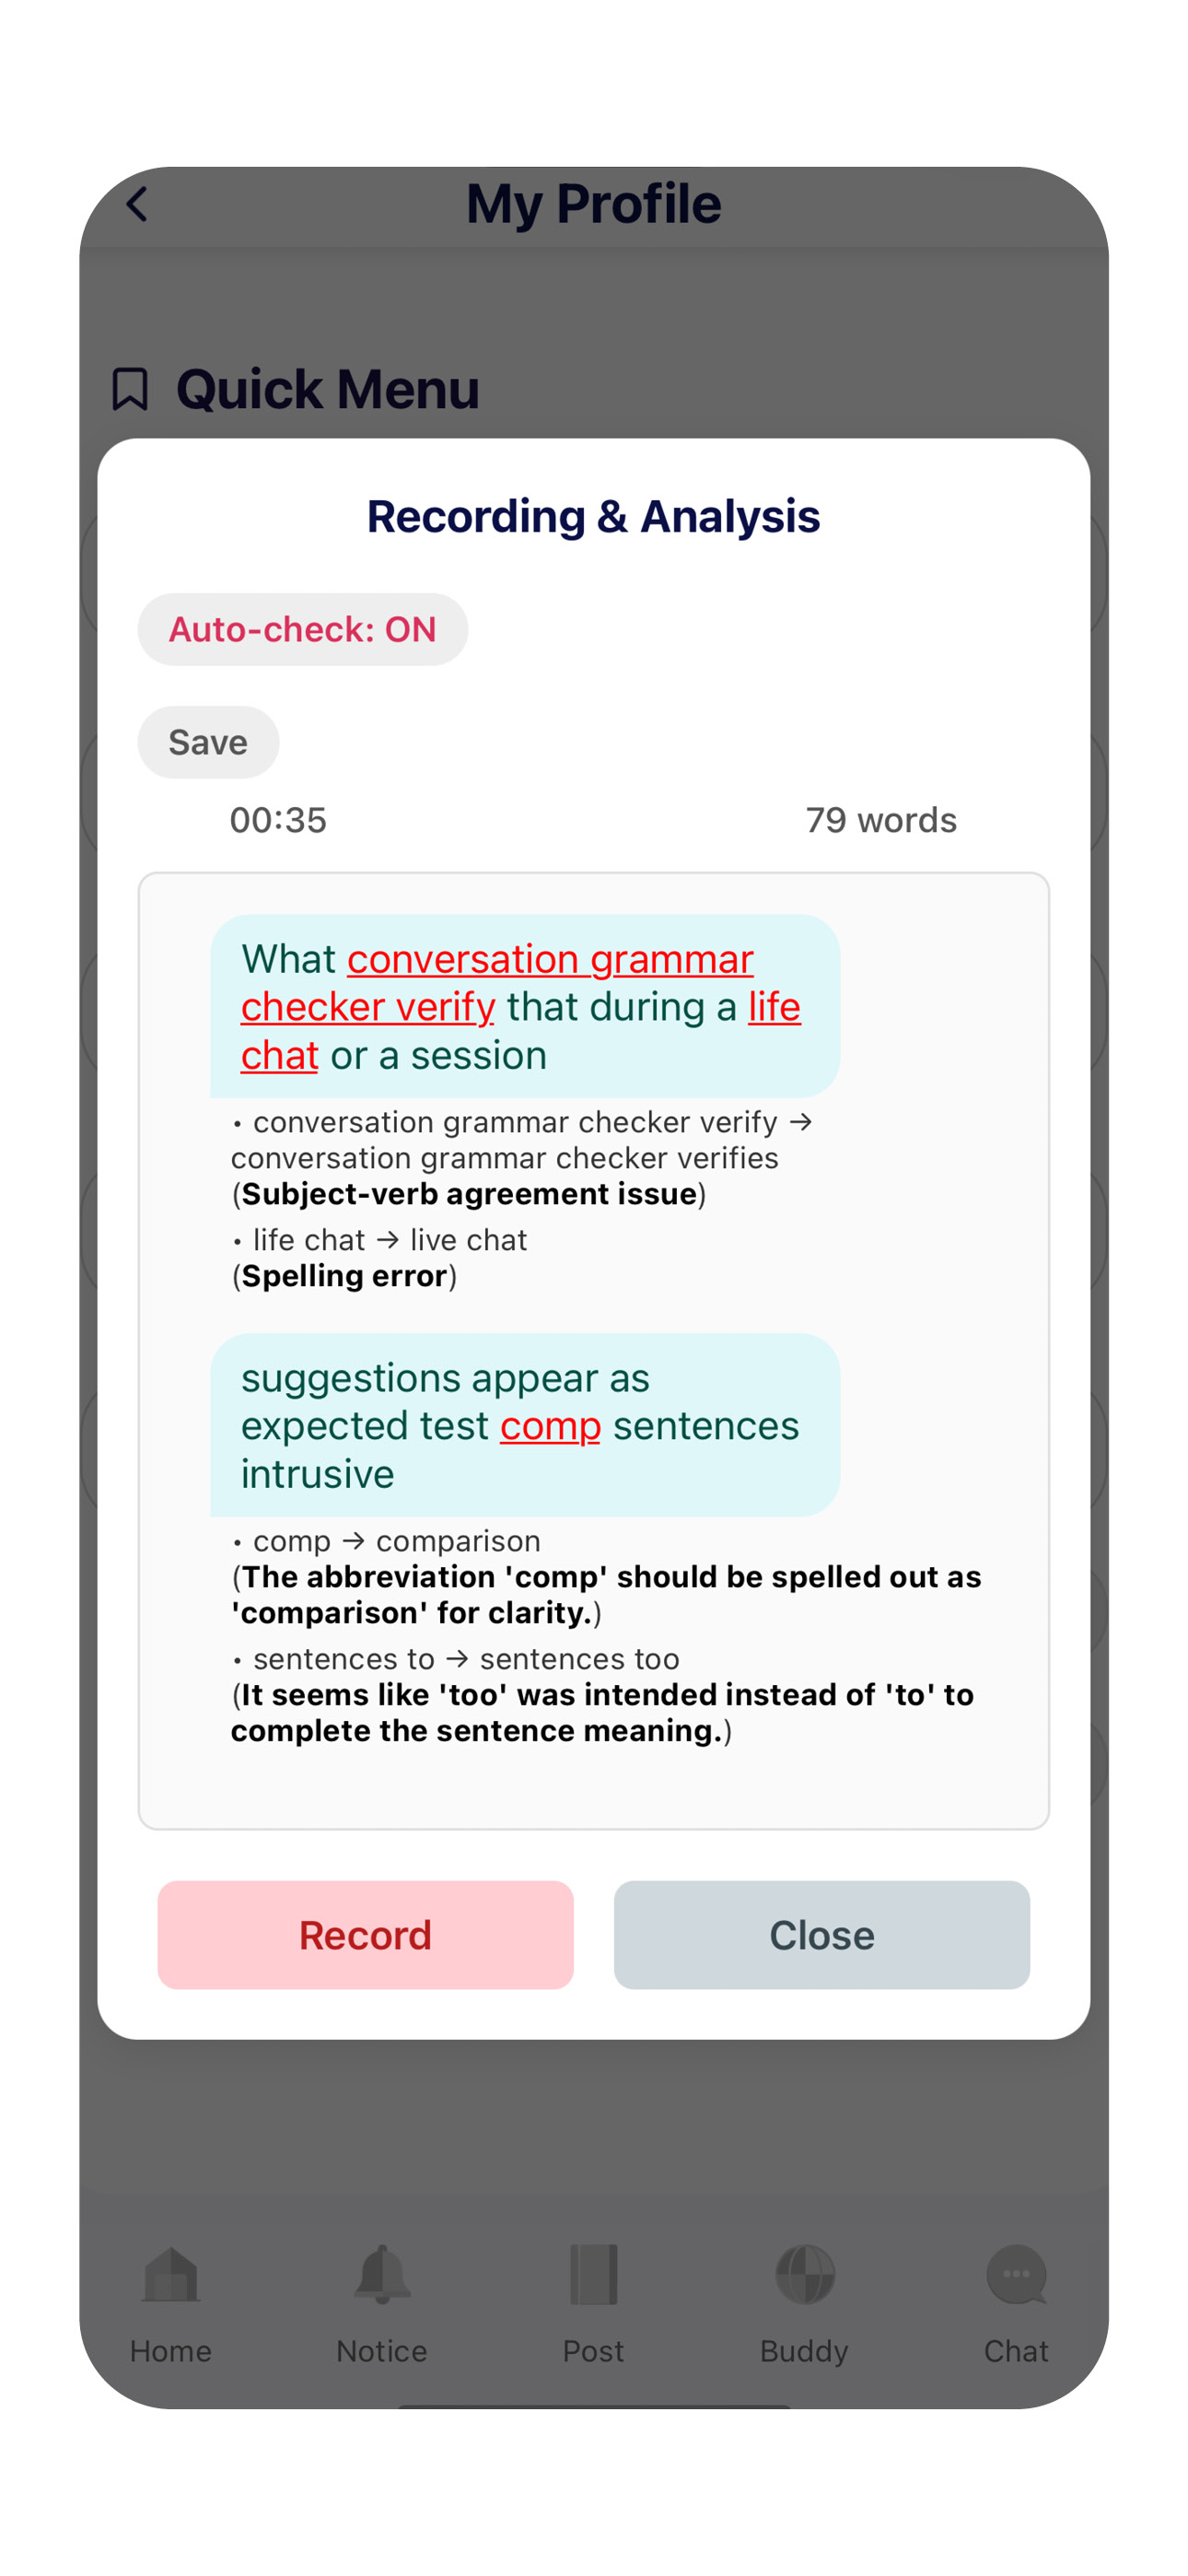 My Profile
Quick Menu
Recording & Analysis
Auto-check: ON
Save
00:35 79 words
What conversation grammar
checker verify that during a life
chat or a session
• conversation grammar checker verify →
conversation grammar checker verifies
(Subject-verb agreement issue)
• life chat → live chat
(Spelling error)
suggestions appear as
expected test comp sentences
intrusive
• comp → comparison
(The abbreviation 'comp' should be spelled out as
'comparison' for clarity.)
• sentences to → sentences too
(It seems like 'too' was intended instead of 'to' to
complete the sentence meaning.)
Record Close
Home Notice Post Buddy Chat